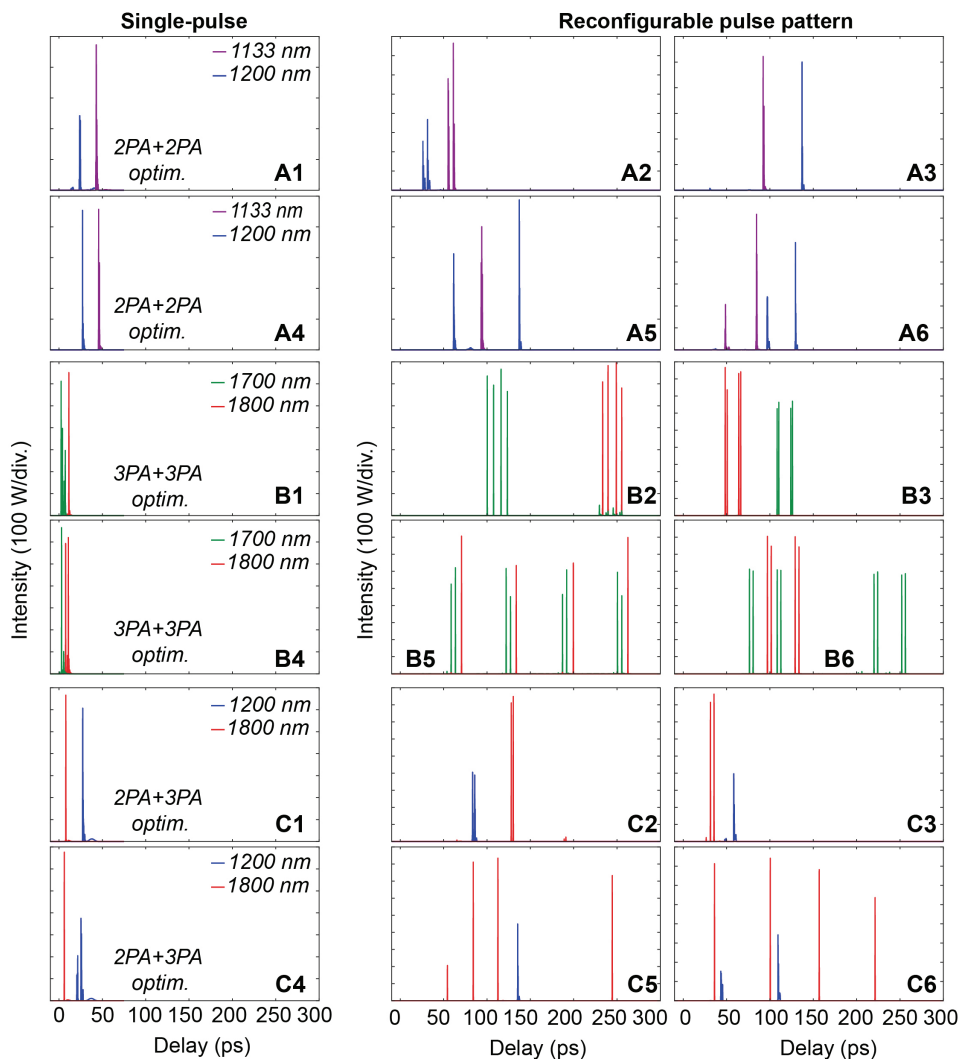 Single-pulse
Reconfigurable pulse pattern
1133 nm
1200 nm
2PA+2PA
optim.
A1
A2
A3
1133 nm
1200 nm
2PA+2PA
optim.
A4
A5
A6
1700 nm
1800 nm
3PA+3PA
optim.
B1
B2
B3
1700 nm
1800 nm
3PA+3PA
optim.
B4
B5
B6
1200 nm
1800 nm
2PA+3PA
optim.
C1
C2
C3
1200 nm
1800 nm
2PA+3PA
optim.
C4
C5
C6
Intensity (100 W/div.)
Intensity (100 W/div.)
0 50 100 150 200 250 300
0 50 100 150 200 250 300
0 50 100 150 200 250 300
Delay (ps)
Delay (ps)
Delay (ps)